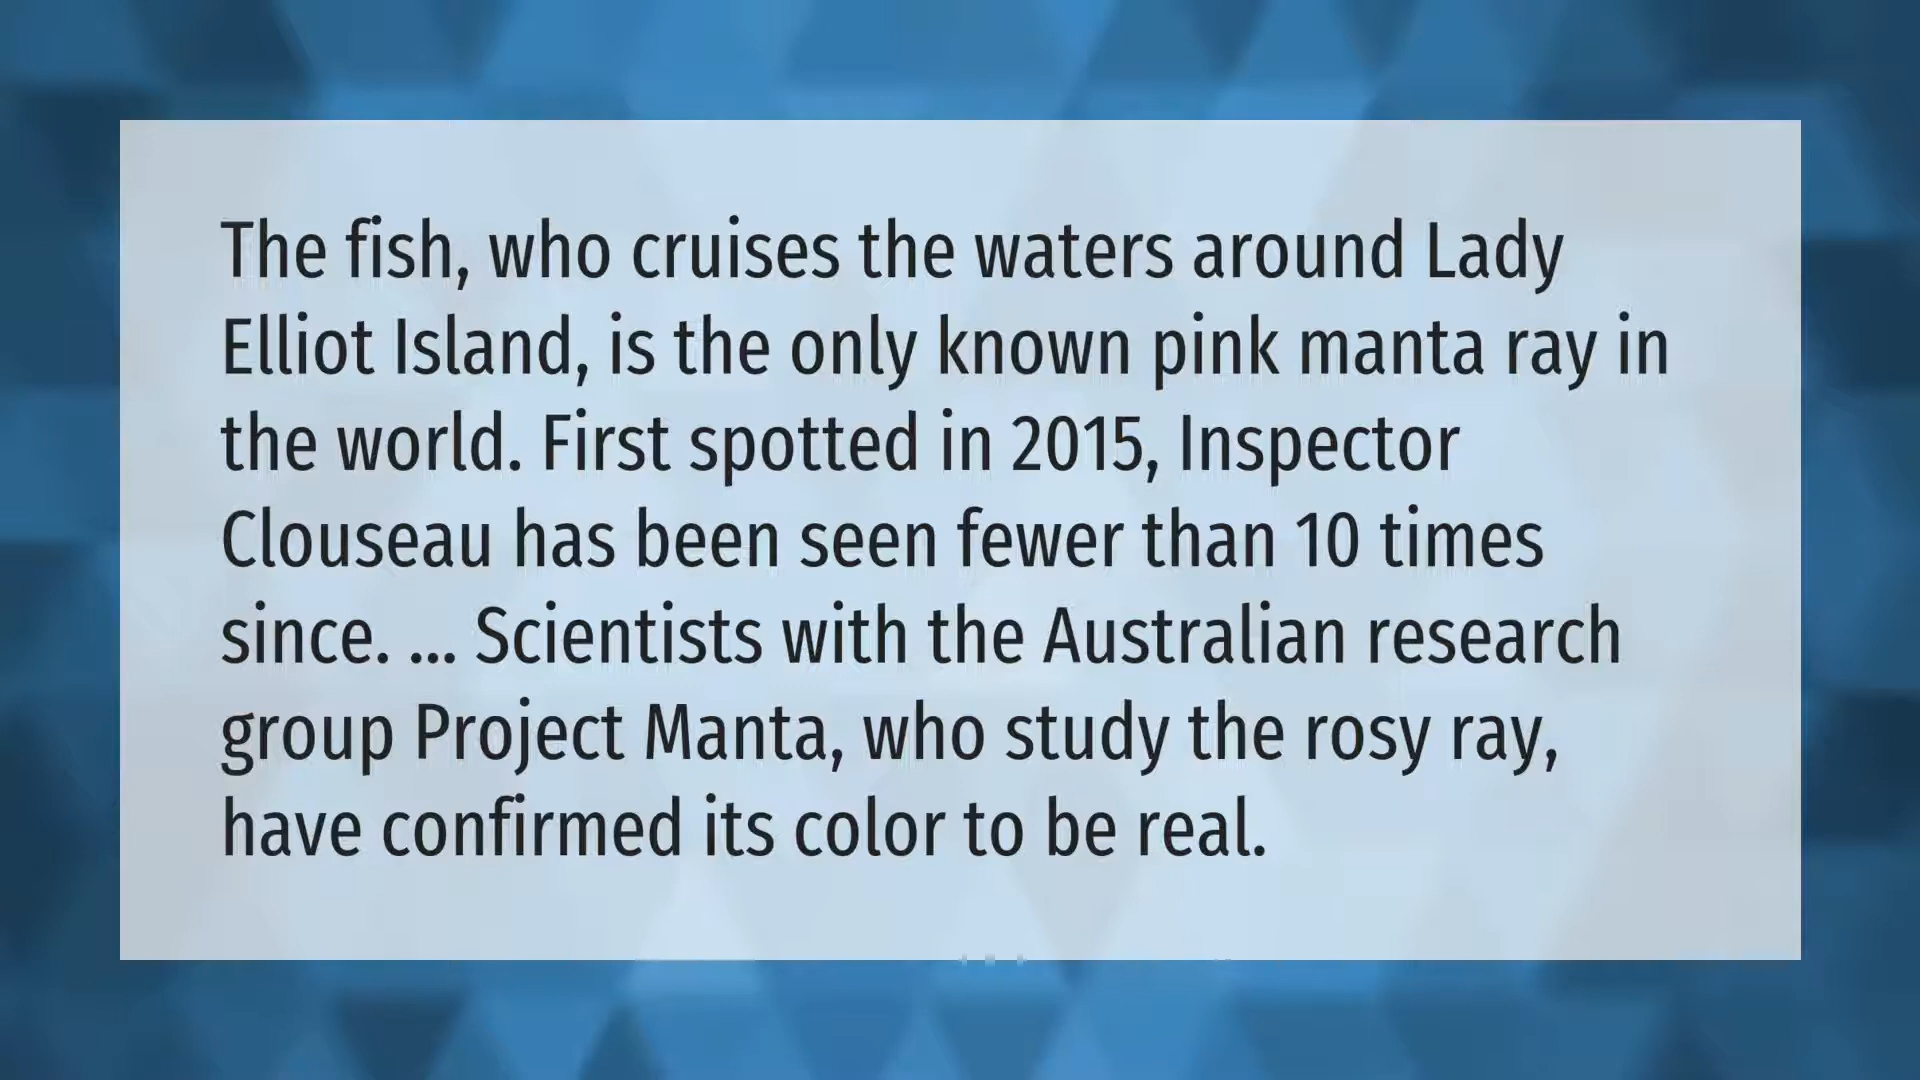 The fish, who cruises the waters around Lady
Elliot Island, is the only known pink manta ray in
the world. First spotted in 2015, Inspector
Clouseau has been seen fewer than 10 times
since. ... Scientists with the Australian research
group Project Manta, who study the rosy ray,
have confirmed its color to be real.